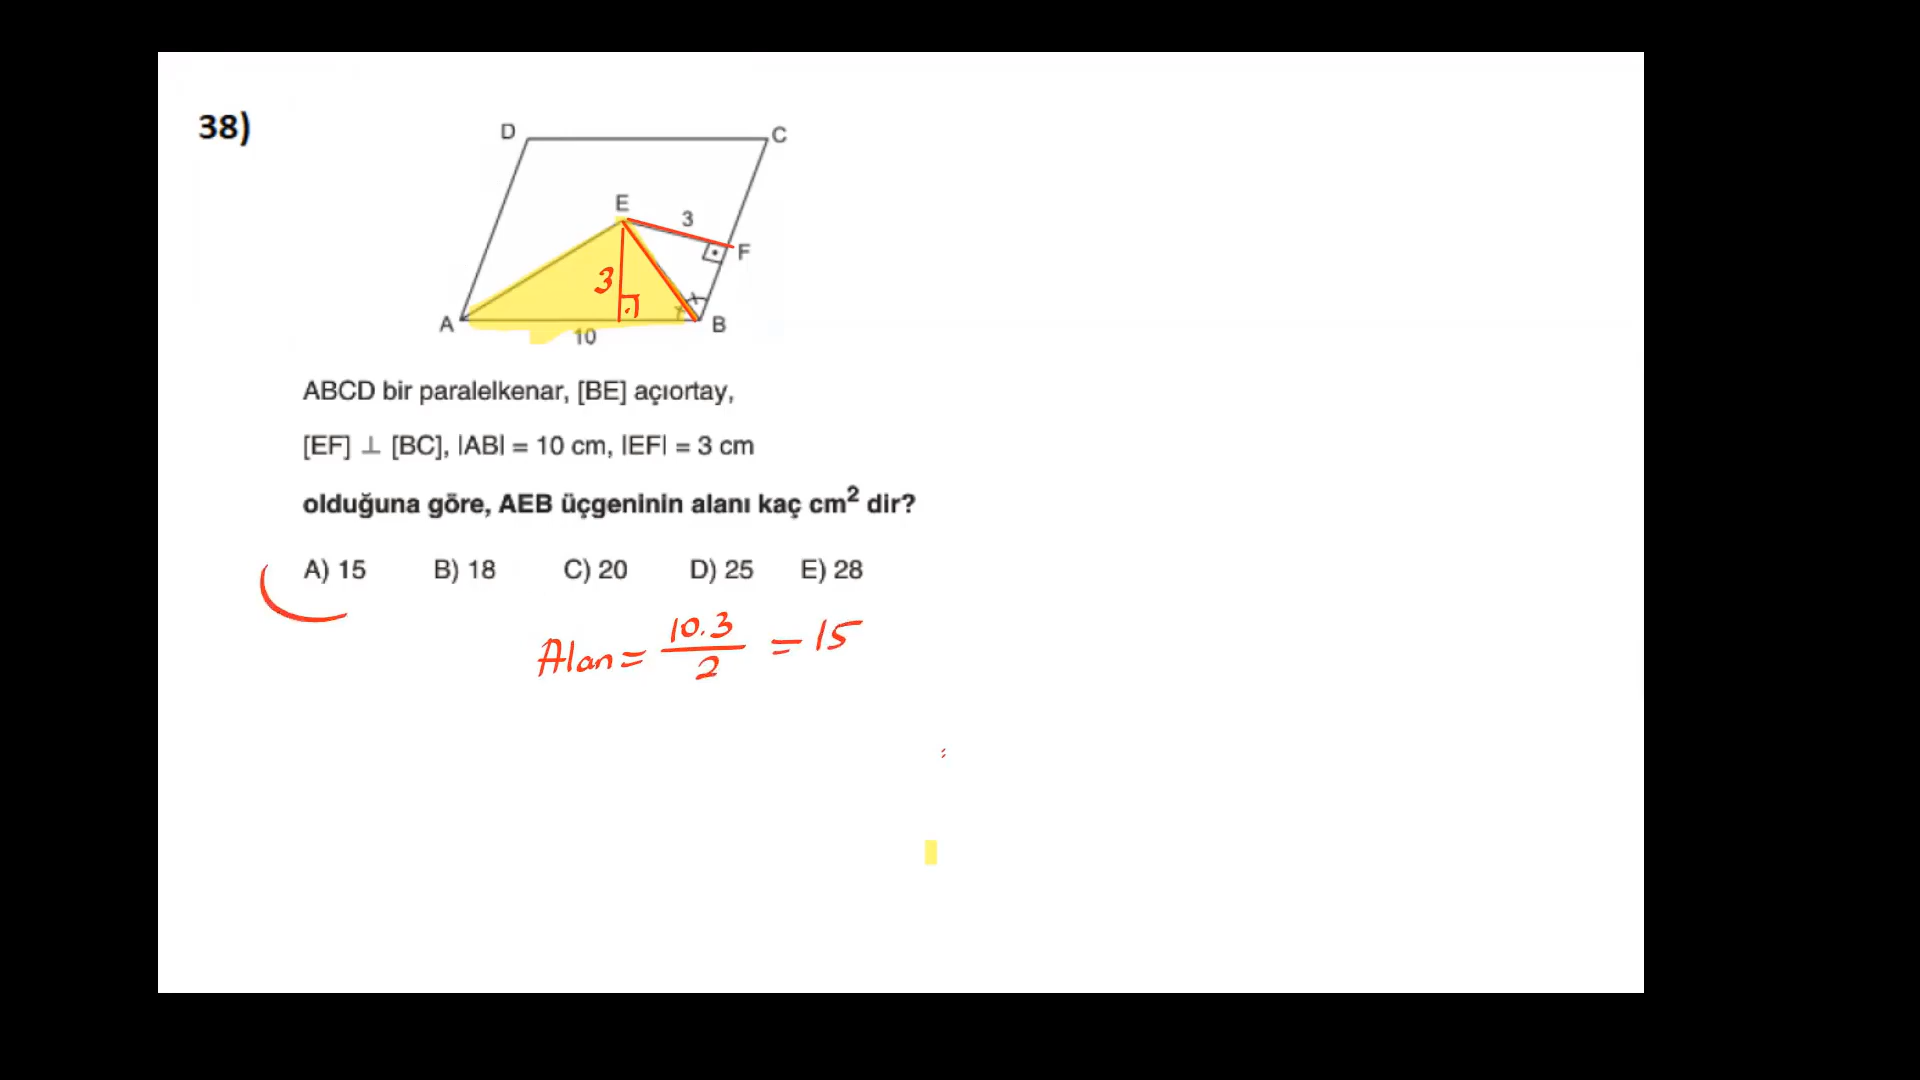 38)
D
C
E
3
F
3
A
B
10
ABCD bir paralelkenar, [BE] açıortay,
[EF] ⊥ [BC], |AB| = 10 cm, |EF| = 3 cm
olduğuna göre, AEB üçgeninin alanı kaç cm² dir?
A) 15 B) 18 C) 20 D) 25 E) 28
Alan = 10.3 / 2 = 15